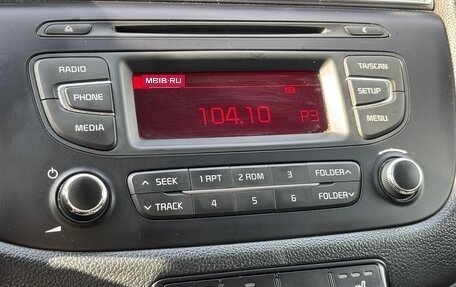 RADIO
PHONE
MEDIA
MBIB.RU
104.10 P3
TA/SCAN
SETUP
MENU
SEEK
TRACK
1 RPT
2 RDM
3
FOLDER
4
5
6
FOLDER